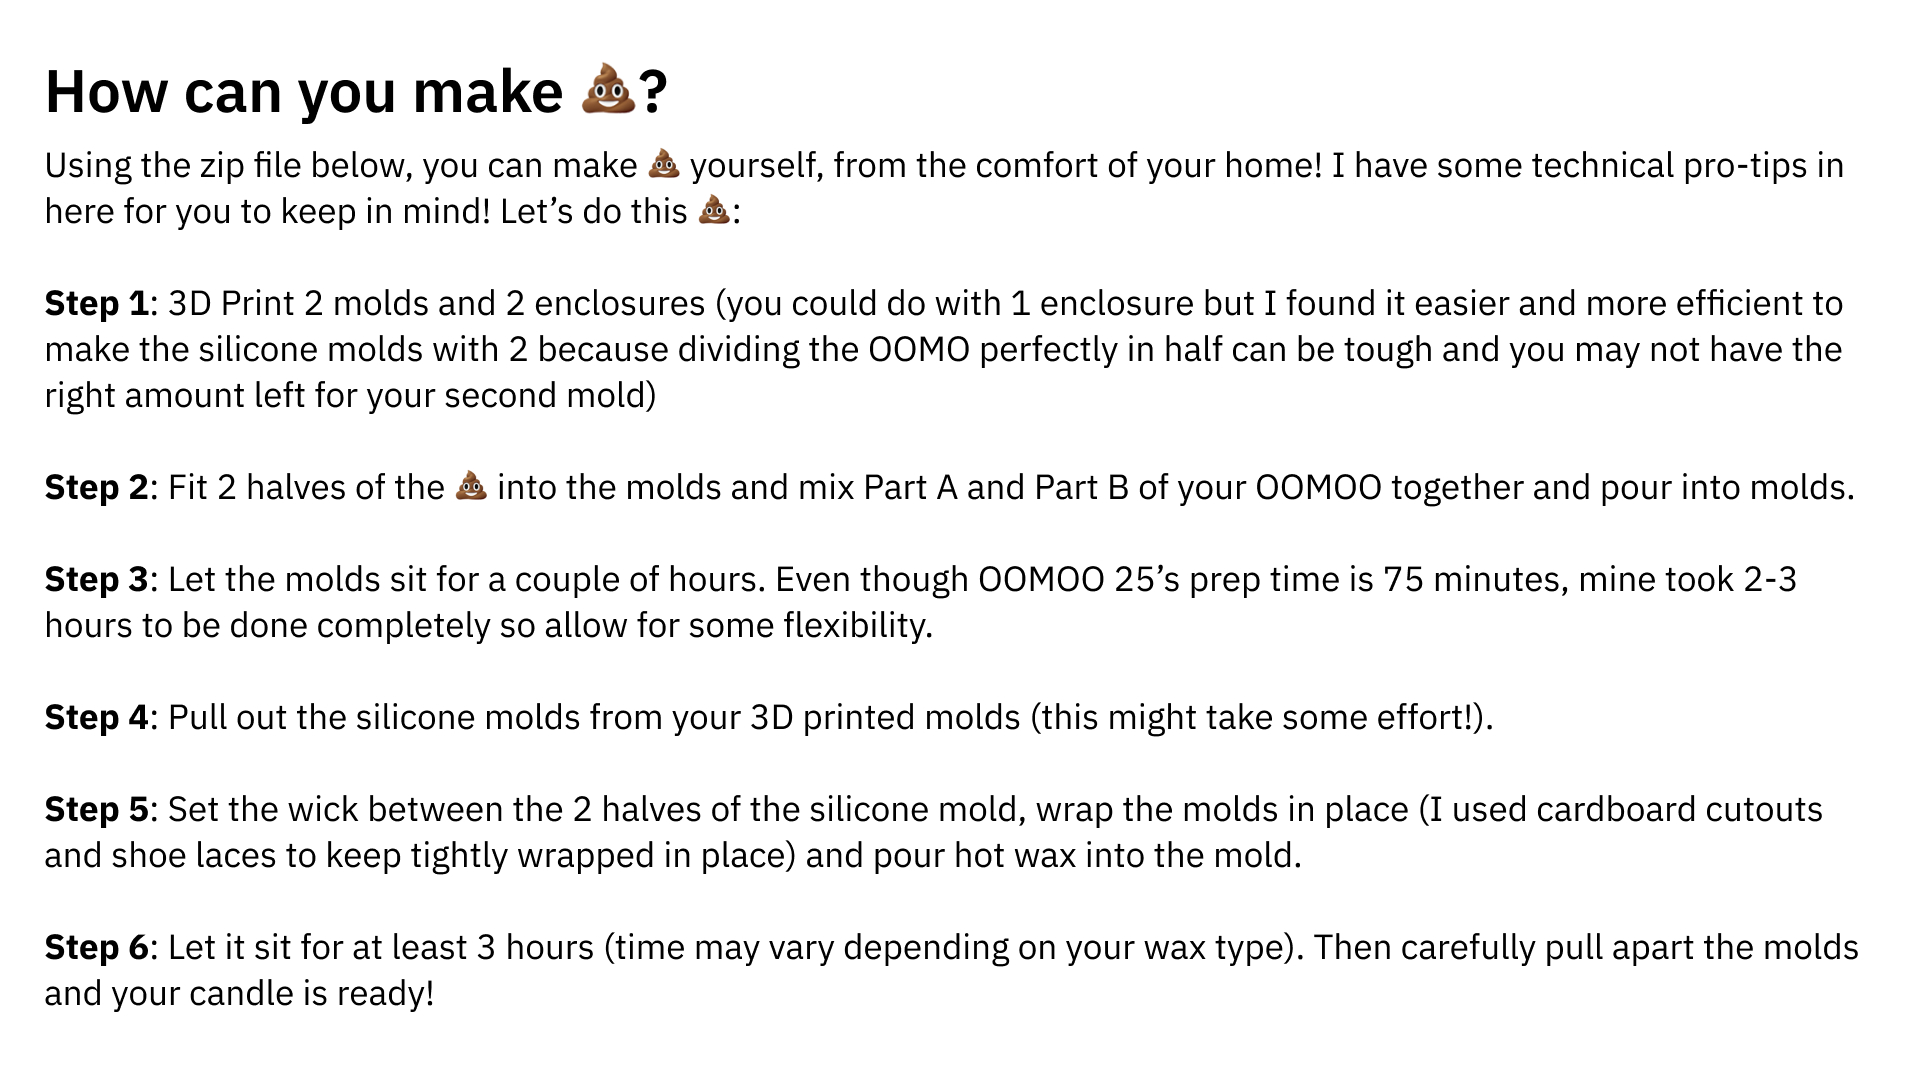 How can you make 💩?
Using the zip file below, you can make 💩 yourself, from the comfort of your home! I have some technical pro-tips in
here for you to keep in mind! Let’s do this 💩:
Step 1: 3D Print 2 molds and 2 enclosures (you could do with 1 enclosure but I found it easier and more efficient to
make the silicone molds with 2 because dividing the OOMO perfectly in half can be tough and you may not have the
right amount left for your second mold)
Step 2: Fit 2 halves of the 💩 into the molds and mix Part A and Part B of your OOMOO together and pour into molds.
Step 3: Let the molds sit for a couple of hours. Even though OOMOO 25’s prep time is 75 minutes, mine took 2-3
hours to be done completely so allow for some flexibility.
Step 4: Pull out the silicone molds from your 3D printed molds (this might take some effort!).
Step 5: Set the wick between the 2 halves of the silicone mold, wrap the molds in place (I used cardboard cutouts
and shoe laces to keep tightly wrapped in place) and pour hot wax into the mold.
Step 6: Let it sit for at least 3 hours (time may vary depending on your wax type). Then carefully pull apart the molds
and your candle is ready!